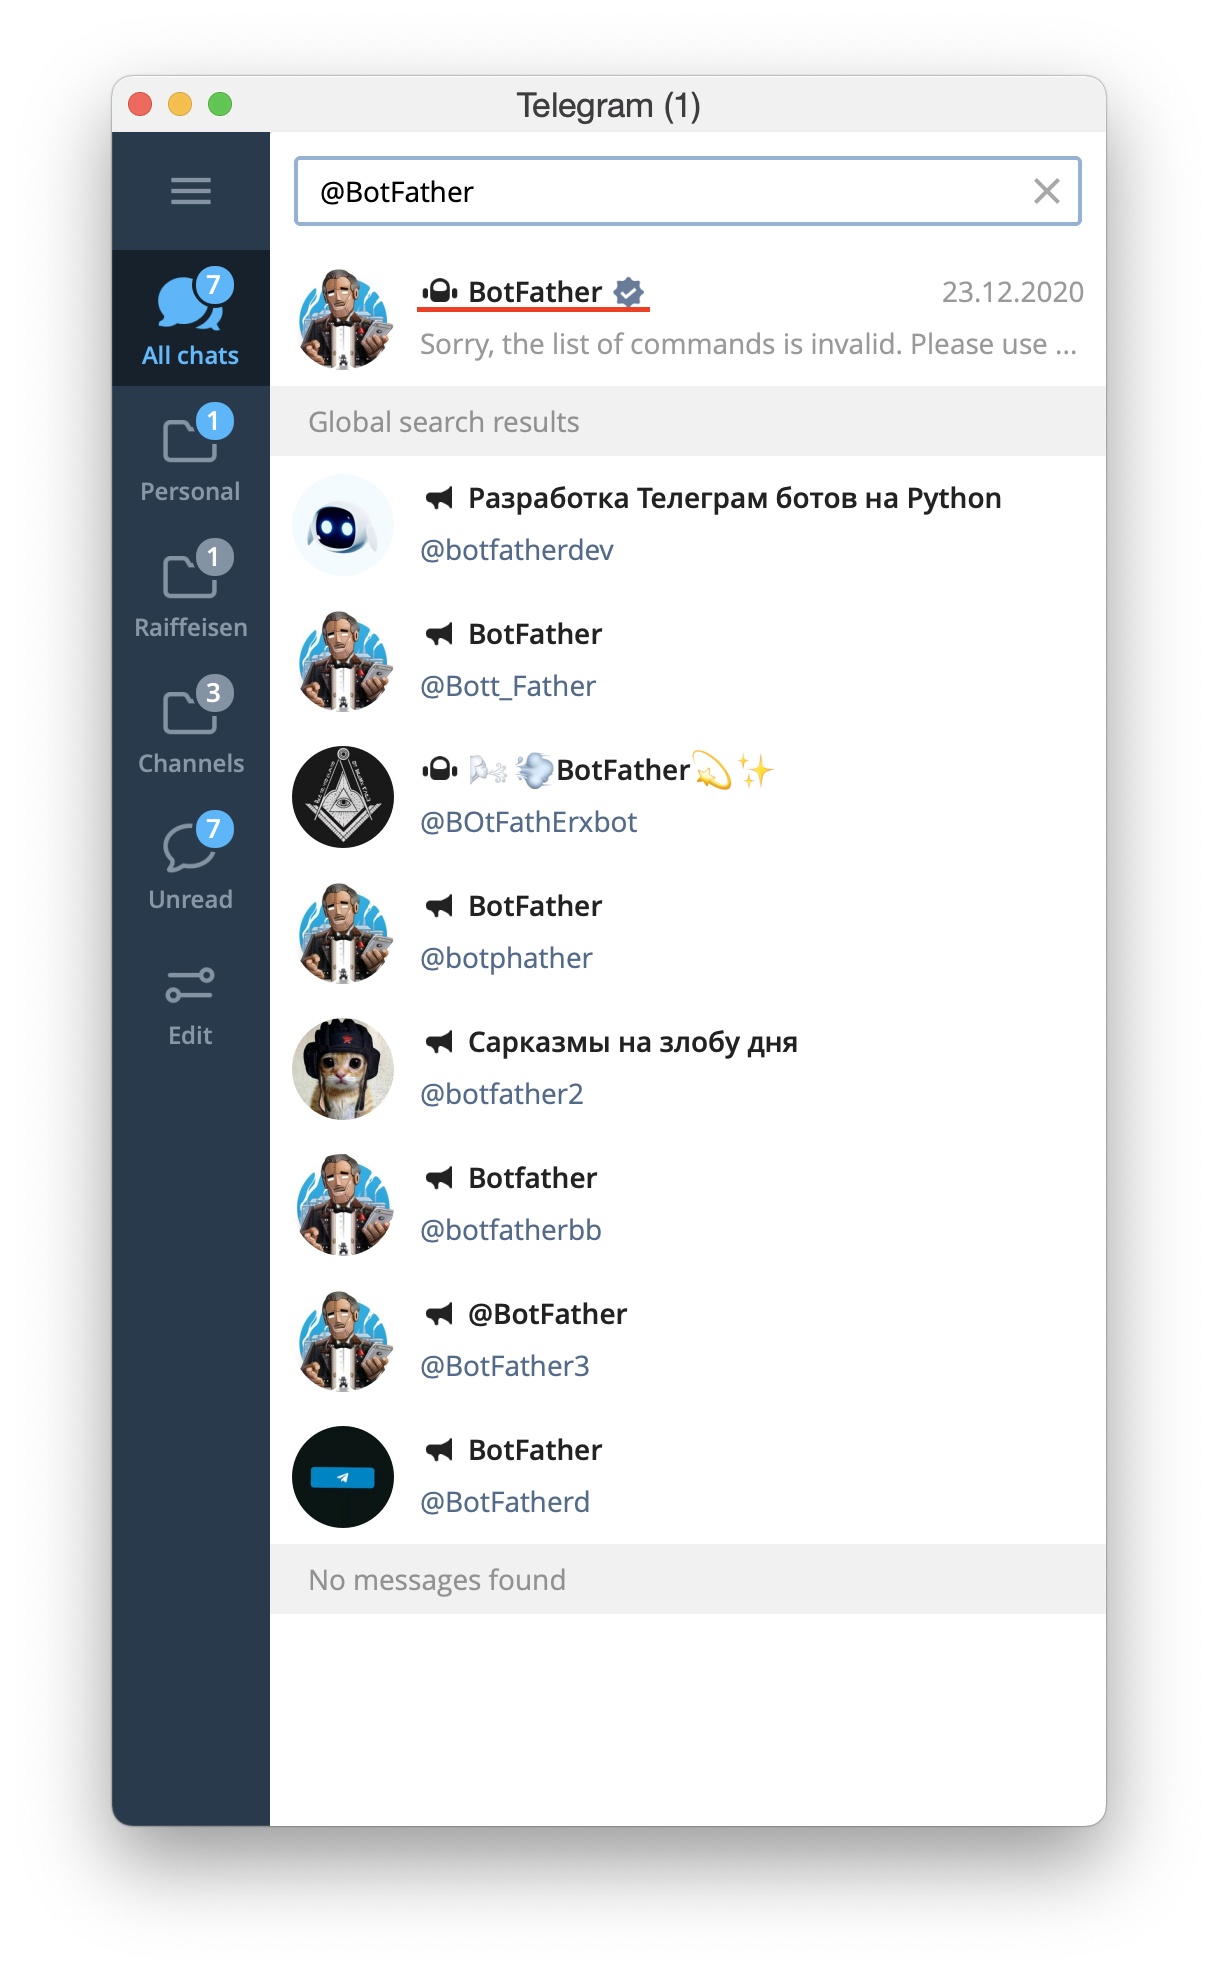 Telegram (1)
@BotFather
7
All chats
1
Personal
1
Raiffeisen
3
Channels
7
Unread
Edit
BotFather 23.12.2020
Sorry, the list of commands is invalid. Please use ...
Global search results
Разработка Телеграм ботов на Python
@botfatherdev
BotFather
@Bott_Father
🌬️💨BotFather💫✨
@BOtFathErxbot
BotFather
@botphather
Сарказмы на злобу дня
@botfather2
Botfather
@botfatherbb
@BotFather
@BotFather3
BotFather
@BotFatherd
No messages found